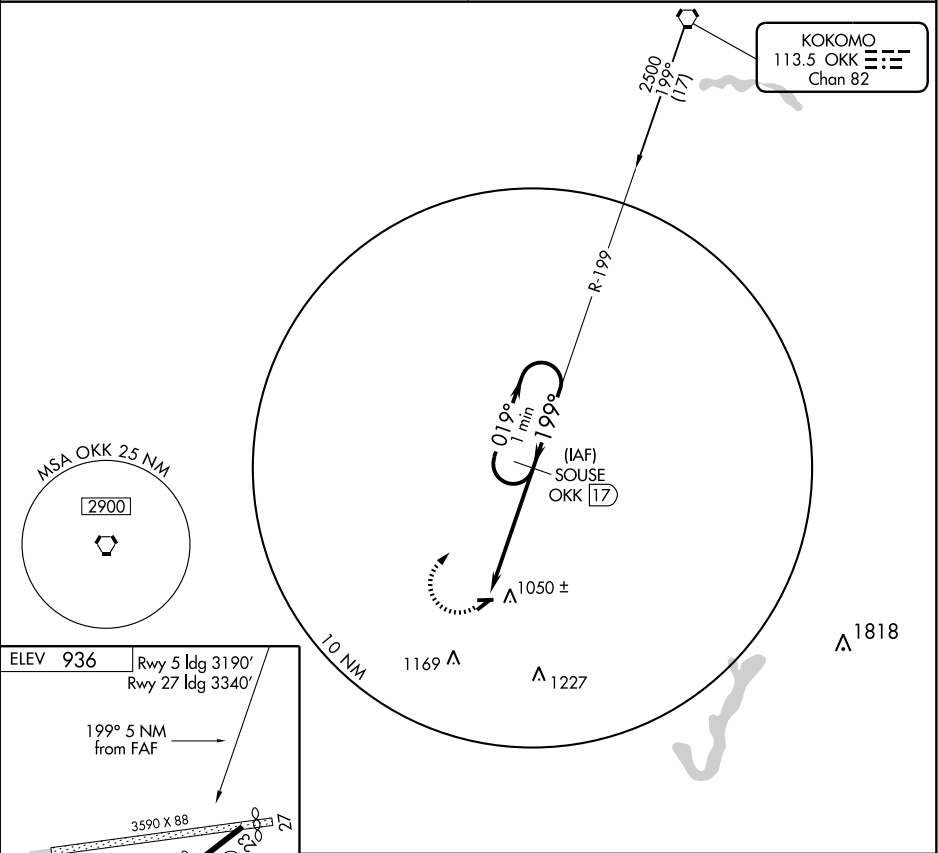 KOKOMO
113.5 OKK
Chan 82
2500
199°
(17)
R-199
019°
1 min
199°
(IAF)
SOUSE
OKK 17
MSA OKK 25 NM
2900
1050 ±
1818
10 NM
1169
1227
ELEV 936
Rwy 5 ldg 3190'
Rwy 27 ldg 3340'
199° 5 NM
from FAF
3590 X 88
27
23